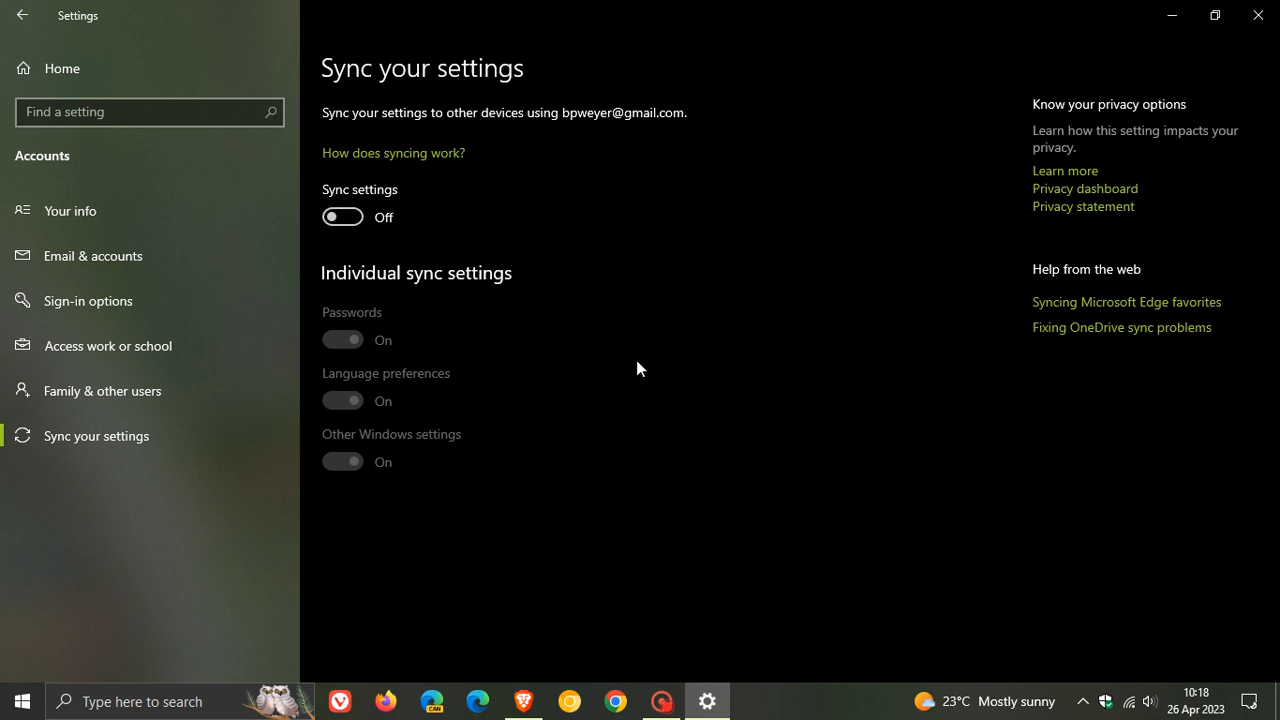 Settings
Home
Find a setting
Accounts
Your info
Email & accounts
Sign-in options
Access work or school
Family & other users
Sync your settings
Sync your settings
Sync your settings to other devices using bpweyer@gmail.com.
How does syncing work?
Sync settings
Off
Individual sync settings
Passwords
On
Language preferences
On
Other Windows settings
On
Know your privacy options
Learn how this setting impacts your
privacy.
Learn more
Privacy dashboard
Privacy statement
Help from the web
Syncing Microsoft Edge favorites
Fixing OneDrive sync problems
Type here to search
CAN
23°C Mostly sunny
10:18
26 Apr 2023